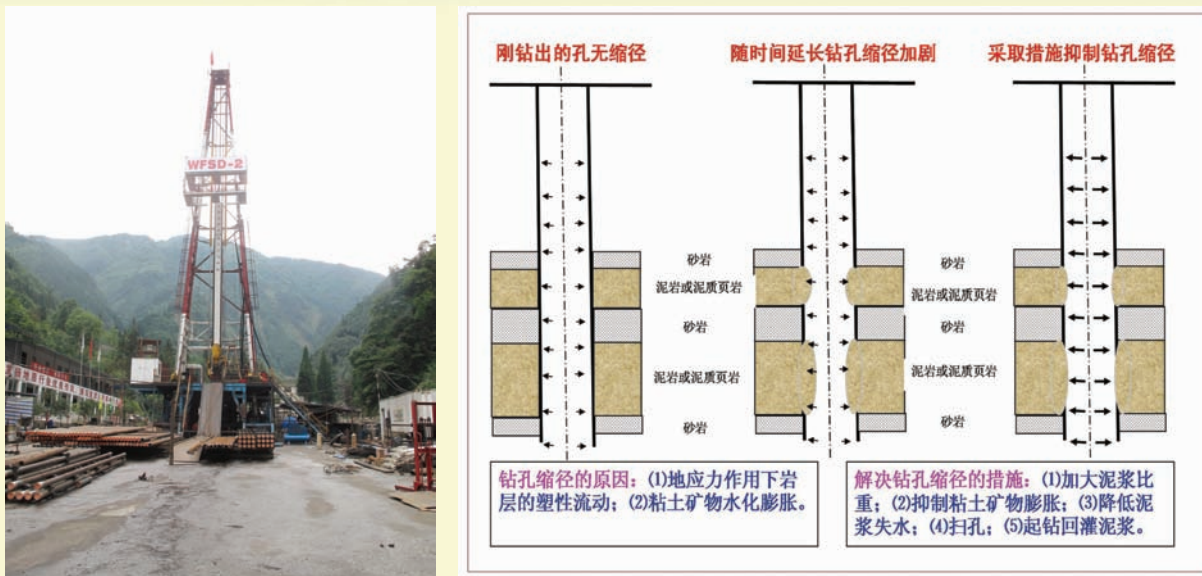 WFSD-2
刚钻出的孔无缩径
随时间延长钻孔缩径加剧
采取措施抑制钻孔缩径
砂岩
泥岩或泥质页岩
砂岩
泥岩或泥质页岩
砂岩
砂岩
泥岩或泥质页岩
砂岩
泥岩或泥质页岩
砂岩
钻孔缩径的原因：(1)地应力作用下岩
层的塑性流动；(2)粘土矿物水化膨胀。
解决钻孔缩径的措施：(1)加大泥浆比
重；(2)抑制粘土矿物膨胀；(3)降低泥
浆失水；(4)扫孔；(5)起钻回灌泥浆。